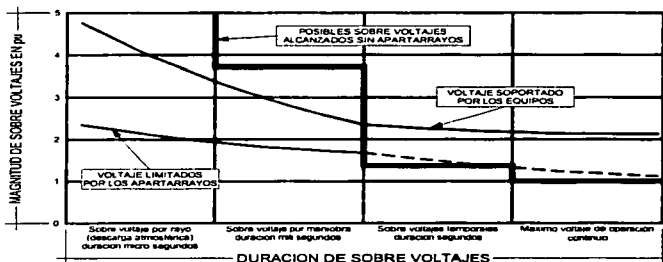 MAGNITUD DE SOBRE VOLTAJES EN pu
5
4
3
2
1
0
POSIBLES SOBRE VOLTAJES
ALCANZADOS SIN APARTARRAYOS
VOLTAJE SOPORTADO
POR LOS EQUIPOS
VOLTAJE LIMITADOS
POR LOS APARTARRAYOS
Sobre voltaje por rayo
(descarga atmosférica)
duracion micro segundos
Sobre voltaje por maniobra
duracion mili segundos
Sobre voltajes temporales
duracion segundos
Maximo voltaje de operación
continuo
DURACION DE SOBRE VOLTAJES